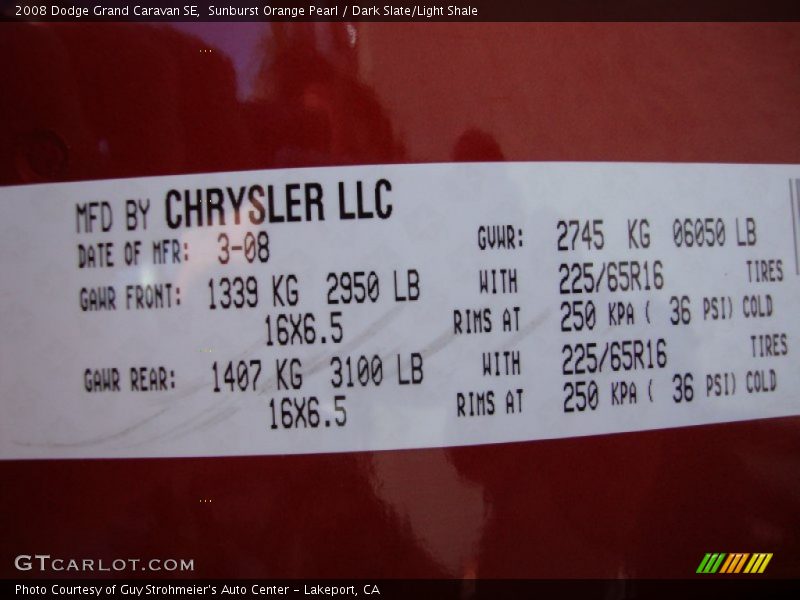 2008 Dodge Grand Caravan SE,  Sunburst Orange Pearl / Dark Slate/Light Shale
MFD BY CHRYSLER LLC
DATE OF MFR: 3-08 GVWR: 2745 KG 06050 LB
GAWR FRONT: 1339 KG 2950 LB WITH 225/65R16 TIRES
16X6.5 RIMS AT 250 KPA ( 36 PSI) COLD
GAWR REAR: 1407 KG 3100 LB WITH 225/65R16 TIRES
16X6.5 RIMS AT 250 KPA ( 36 PSI) COLD
GTCARLOT.COM
Photo Courtesy of Guy Strohmeier's Auto Center - Lakeport, CA